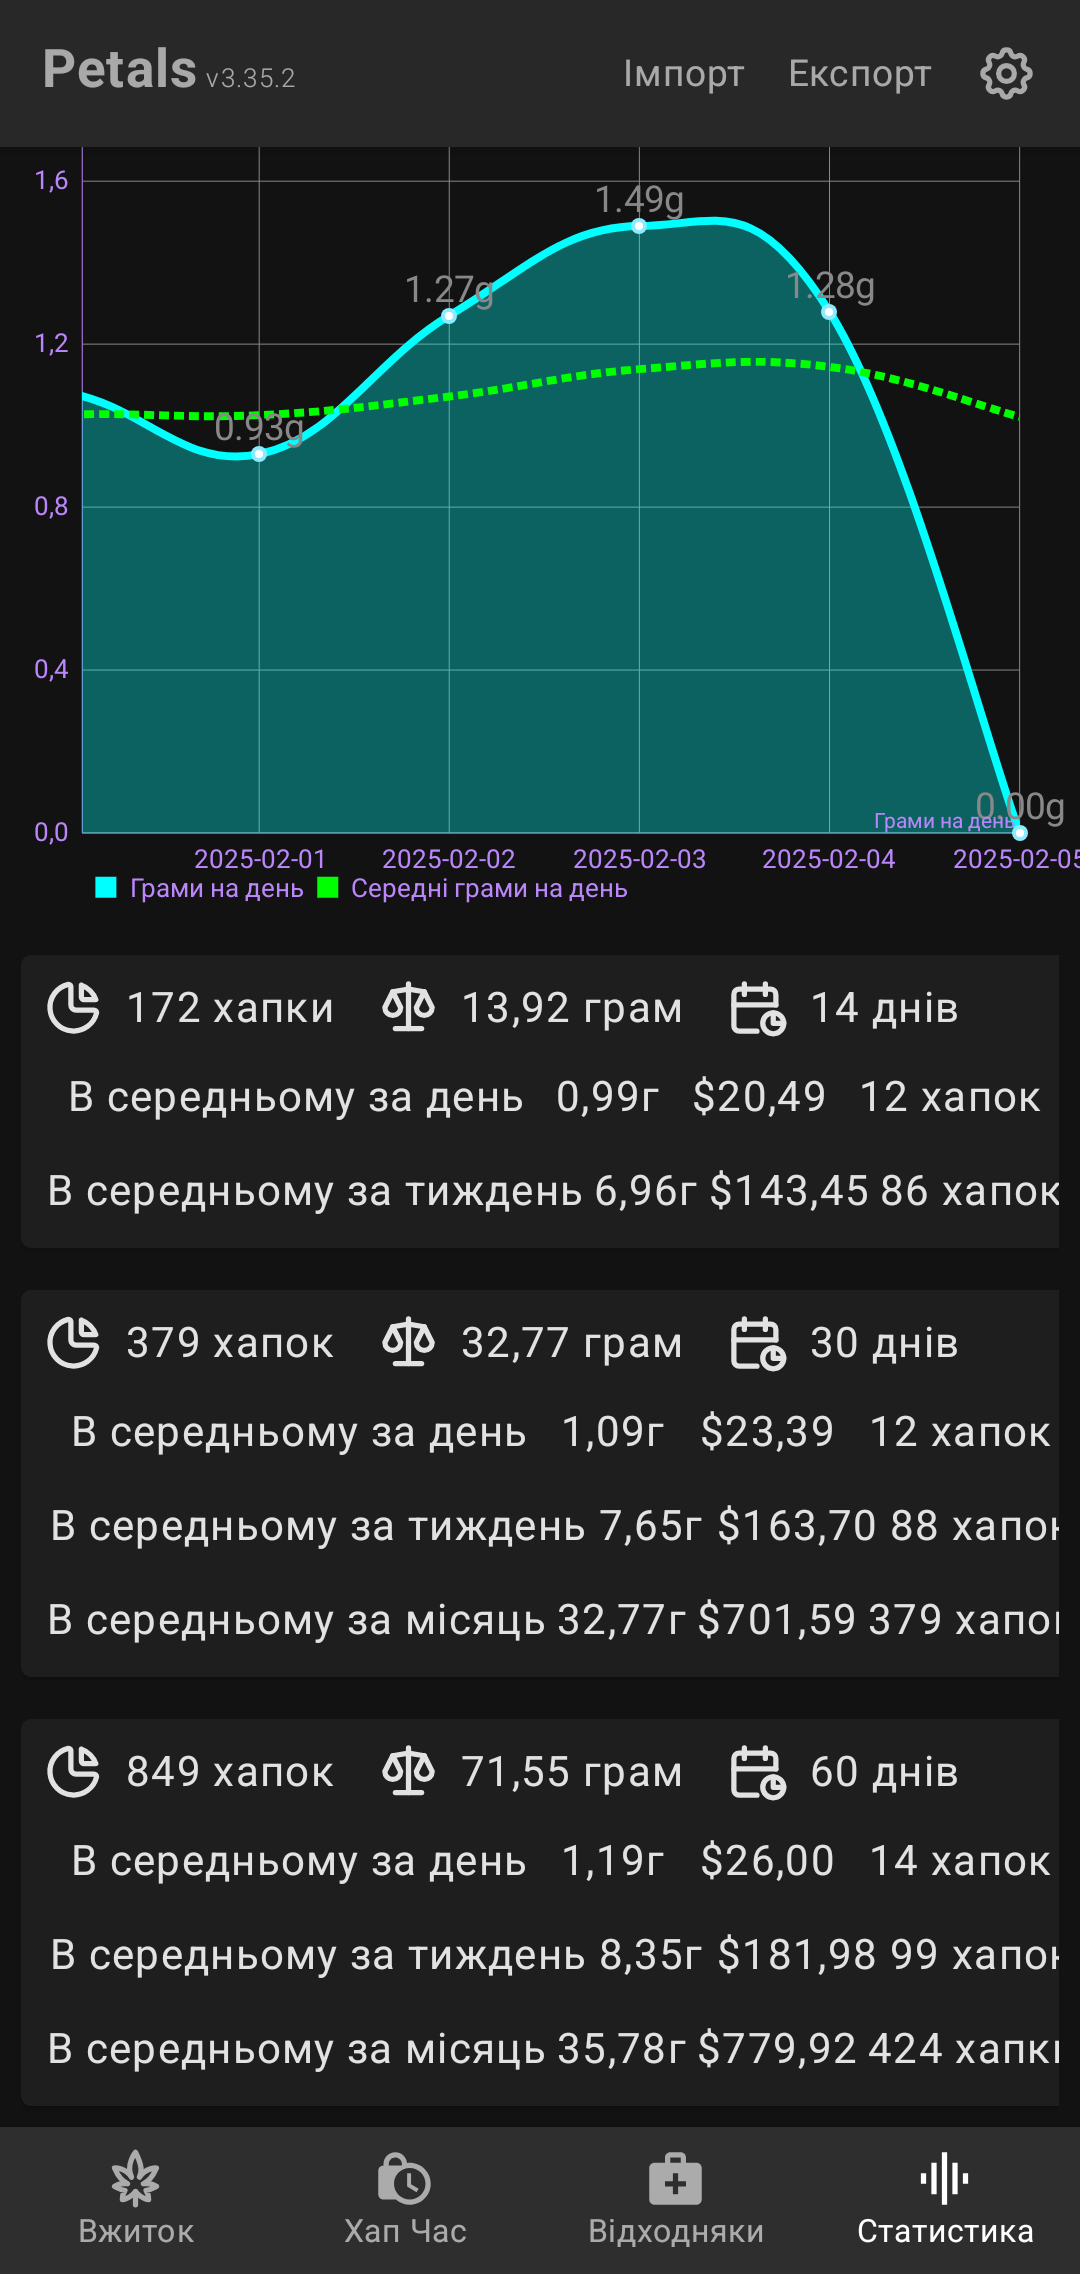 Petals v3.35.2 Імпорт Експорт
1,6
1.49g
1.27g
1.28g
1,2
0.93g
0,8
0,4
0.00g
Грами на день
0,0
2025-02-01 2025-02-02 2025-02-03 2025-02-04 2025-02-05
Грами на день Середні грами на день
172 хапки 13,92 грам 14 днів
В середньому за день 0,99г $20,49 12 хапок
В середньому за тиждень 6,96г $143,45 86 хапок
379 хапок 32,77 грам 30 днів
В середньому за день 1,09г $23,39 12 хапок
В середньому за тиждень 7,65г $163,70 88 хапок
В середньому за місяць 32,77г $701,59 379 хапо
849 хапок 71,55 грам 60 днів
В середньому за день 1,19г $26,00 14 хапок
В середньому за тиждень 8,35г $181,98 99 хапок
В середньому за місяць 35,78г $779,92 424 хапки
Вжиток Хап Час Відходняки Статистика